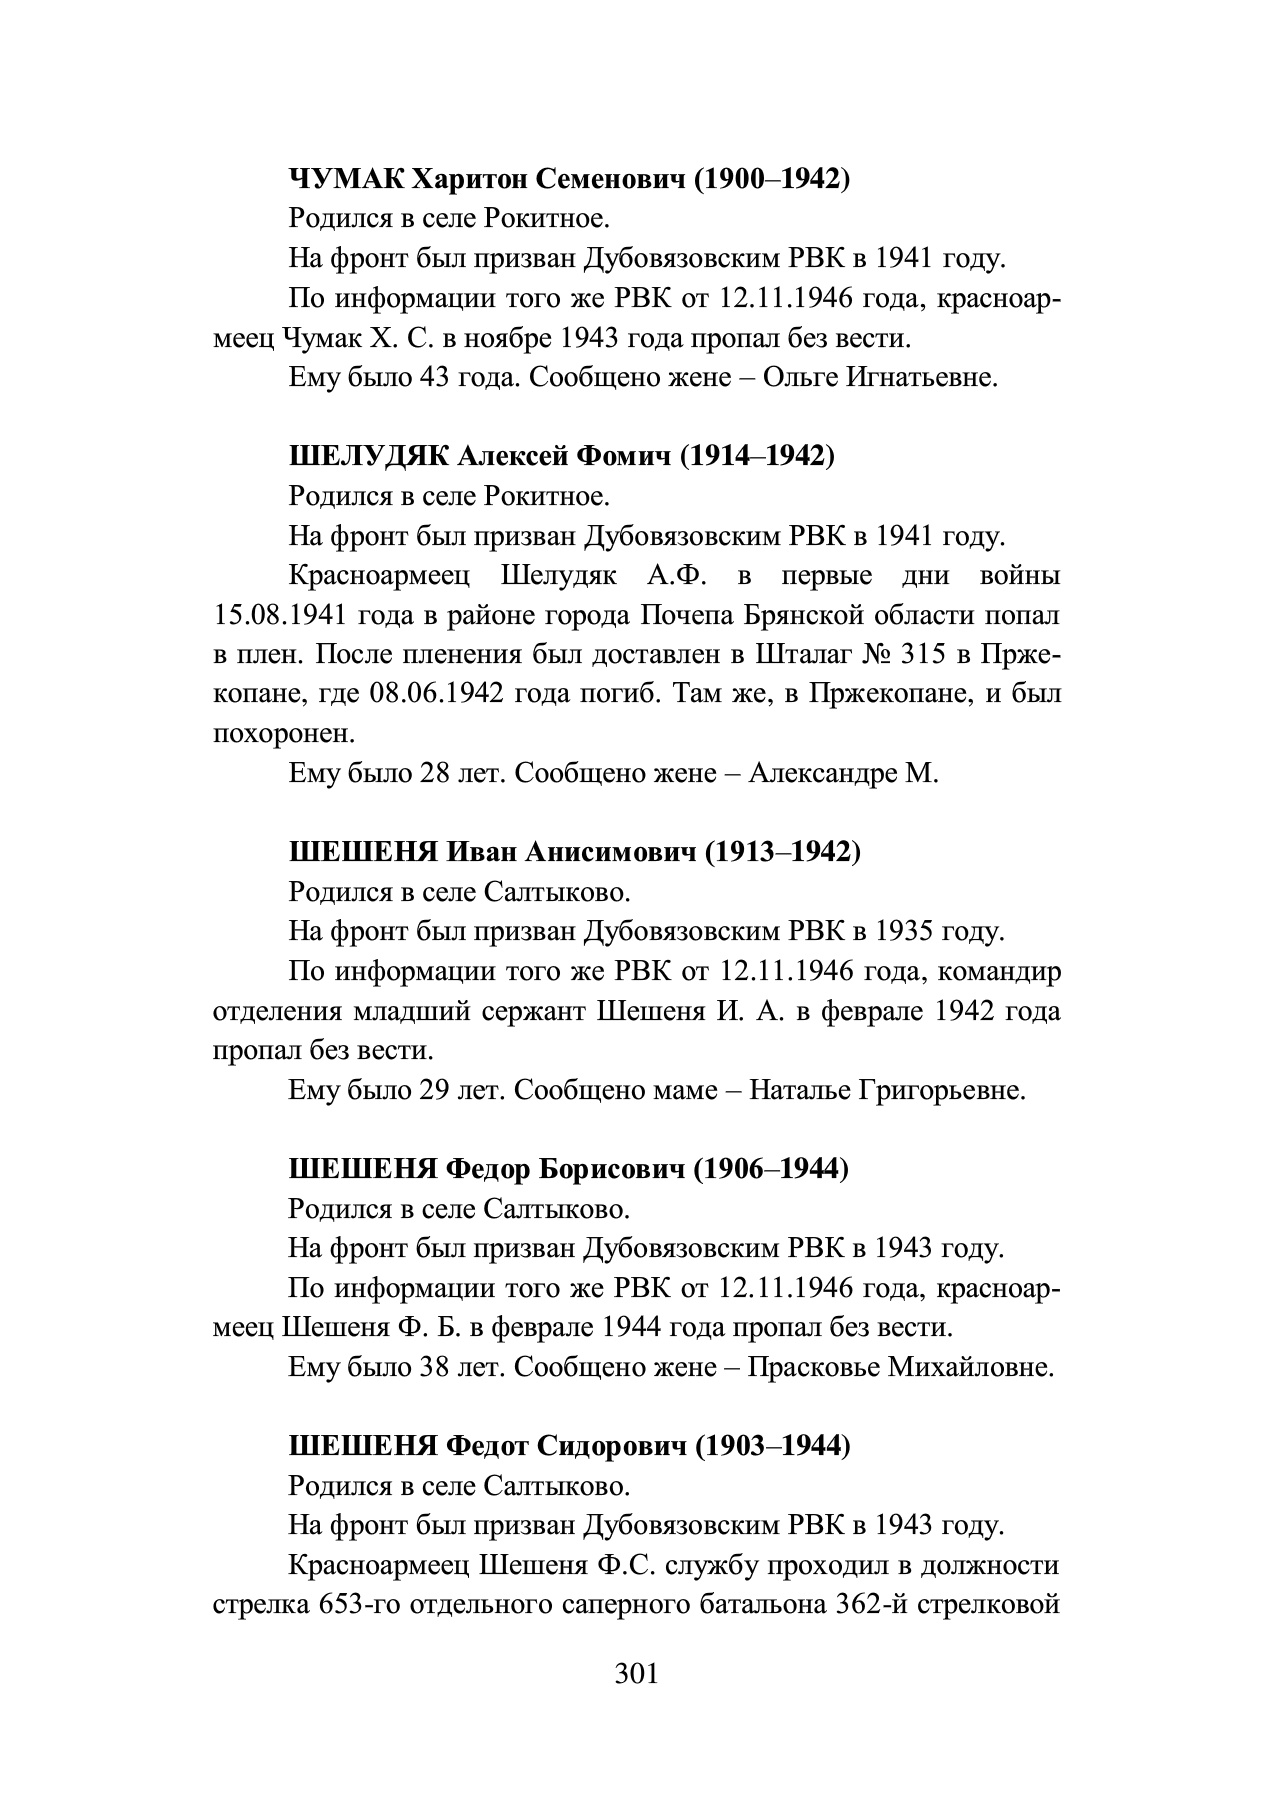 ЧУМАК Харитон Семенович (1900–1942)
Родился в селе Рокитное.
На фронт был призван Дубовязовским РВК в 1941 году.
По информации того же РВК от 12.11.1946 года, красноар-
меец Чумак Х. С. в ноябре 1943 года пропал без вести.
Ему было 43 года. Сообщено жене – Ольге Игнатьевне.
ШЕЛУДЯК Алексей Фомич (1914–1942)
Родился в селе Рокитное.
На фронт был призван Дубовязовским РВК в 1941 году.
Красноармеец Шелудяк А.Ф. в первые дни войны
15.08.1941 года в районе города Почепа Брянской области попал
в плен. После пленения был доставлен в Шталаг № 315 в Прже-
копане, где 08.06.1942 года погиб. Там же, в Пржекопане, и был
похоронен.
Ему было 28 лет. Сообщено жене – Александре М.
ШЕШЕНЯ Иван Анисимович (1913–1942)
Родился в селе Салтыково.
На фронт был призван Дубовязовским РВК в 1935 году.
По информации того же РВК от 12.11.1946 года, командир
отделения младший сержант Шешеня И. А. в феврале 1942 года
пропал без вести.
Ему было 29 лет. Сообщено маме – Наталье Григорьевне.
ШЕШЕНЯ Федор Борисович (1906–1944)
Родился в селе Салтыково.
На фронт был призван Дубовязовским РВК в 1943 году.
По информации того же РВК от 12.11.1946 года, красноар-
меец Шешеня Ф. Б. в феврале 1944 года пропал без вести.
Ему было 38 лет. Сообщено жене – Прасковье Михайловне.
ШЕШЕНЯ Федот Сидорович (1903–1944)
Родился в селе Салтыково.
На фронт был призван Дубовязовским РВК в 1943 году.
Красноармеец Шешеня Ф.С. службу проходил в должности
стрелка 653-го отдельного саперного батальона 362-й стрелковой
301